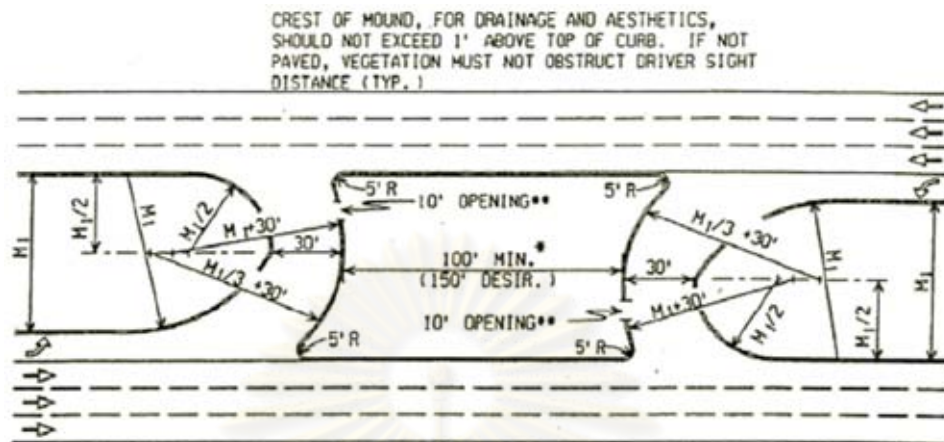 CREST OF MOUND, FOR DRAINAGE AND AESTHETICS,
SHOULD NOT EXCEED 1' ABOVE TOP OF CURB. IF NOT
PAVED, VEGETATION MUST NOT OBSTRUCT DRIVER SIGHT
DISTANCE (TYP.)
5' R
5' R
10' OPENING**
M₁
M₁/2
M₁
M₁/2
M₁+30'
30'
M₁/3 +30'
100' MIN.*
(150' DESIR.)
M₁/3 +30'
30'
M₁+30'
M₁/2
M₁
M₁/2
M₁
10' OPENING**
5' R
5' R